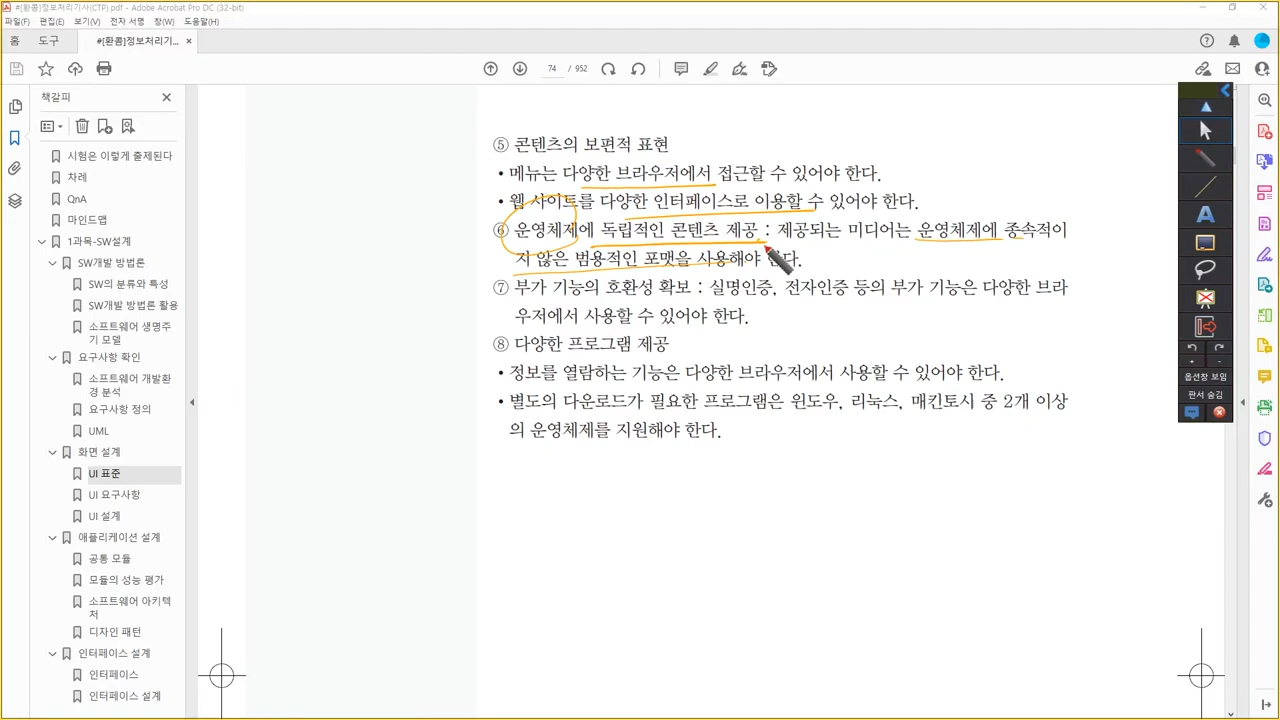 #[환콤]정보처리기사(CTP).pdf - Adobe Acrobat Pro DC (32-bit)
파일(F) 편집(E) 보기(V) 전자 서명 창(W) 도움말(H)
홈 도구 #[환콤]정보처리기... ×
74 / 952
책갈피
시험은 이렇게 출제된다
차례
QnA
마인드맵
1과목-SW설계
SW개발 방법론
SW의 분류와 특성
SW개발 방법론 활용
소프트웨어 생명주
기 모델
요구사항 확인
소프트웨어 개발환
경 분석
요구사항 정의
UML
화면 설계
UI 표준
UI 요구사항
UI 설계
애플리케이션 설계
공통 모듈
모듈의 성능 평가
소프트웨어 아키텍
처
디자인 패턴
인터페이스 설계
인터페이스
인터페이스 설계
⑤ 콘텐츠의 보편적 표현
• 메뉴는 다양한 브라우저에서 접근할 수 있어야 한다.
• 웹 사이트를 다양한 인터페이스로 이용할 수 있어야 한다.
⑥ 운영체제에 독립적인 콘텐츠 제공 : 제공되는 미디어는 운영체제에 종속적이
지 않은 범용적인 포맷을 사용해야 한다.
⑦ 부가 기능의 호환성 확보 : 실명인증, 전자인증 등의 부가 기능은 다양한 브라
우저에서 사용할 수 있어야 한다.
⑧ 다양한 프로그램 제공
• 정보를 열람하는 기능은 다양한 브라우저에서 사용할 수 있어야 한다.
• 별도의 다운로드가 필요한 프로그램은 윈도우, 리눅스, 매킨토시 중 2개 이상
의 운영체제를 지원해야 한다.
옵션창 보임
판서 숨김